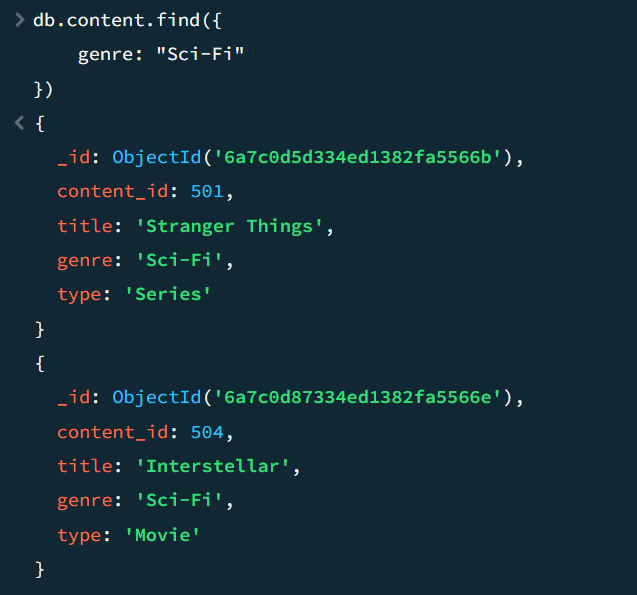 > db.content.find({
genre: "Sci-Fi"
})
< {
_id: ObjectId('6a7c0d5d334ed1382fa5566b'),
content_id: 501,
title: 'Stranger Things',
genre: 'Sci-Fi',
type: 'Series'
}
{
_id: ObjectId('6a7c0d87334ed1382fa5566e'),
content_id: 504,
title: 'Interstellar',
genre: 'Sci-Fi',
type: 'Movie'
}